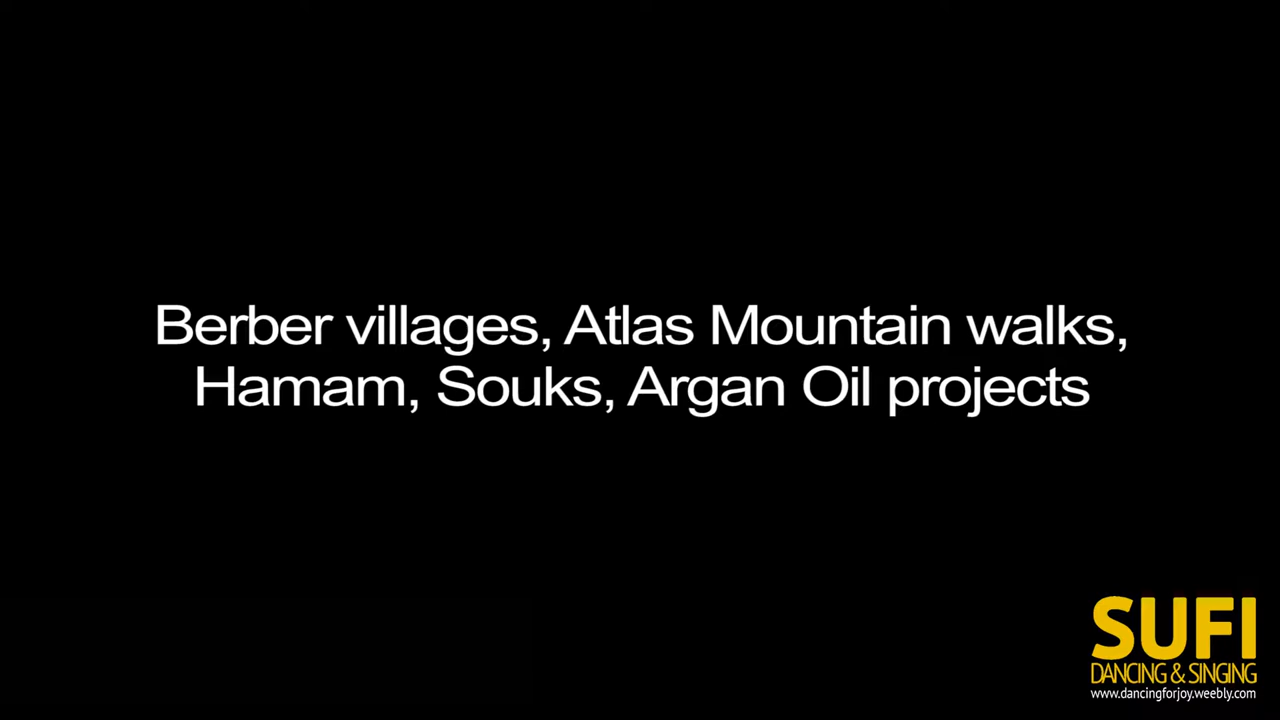 Berber villages, Atlas Mountain walks,
Hamam, Souks, Argan Oil projects
SUFI
DANCING & SINGING
www.dancingforjoy.weebly.com